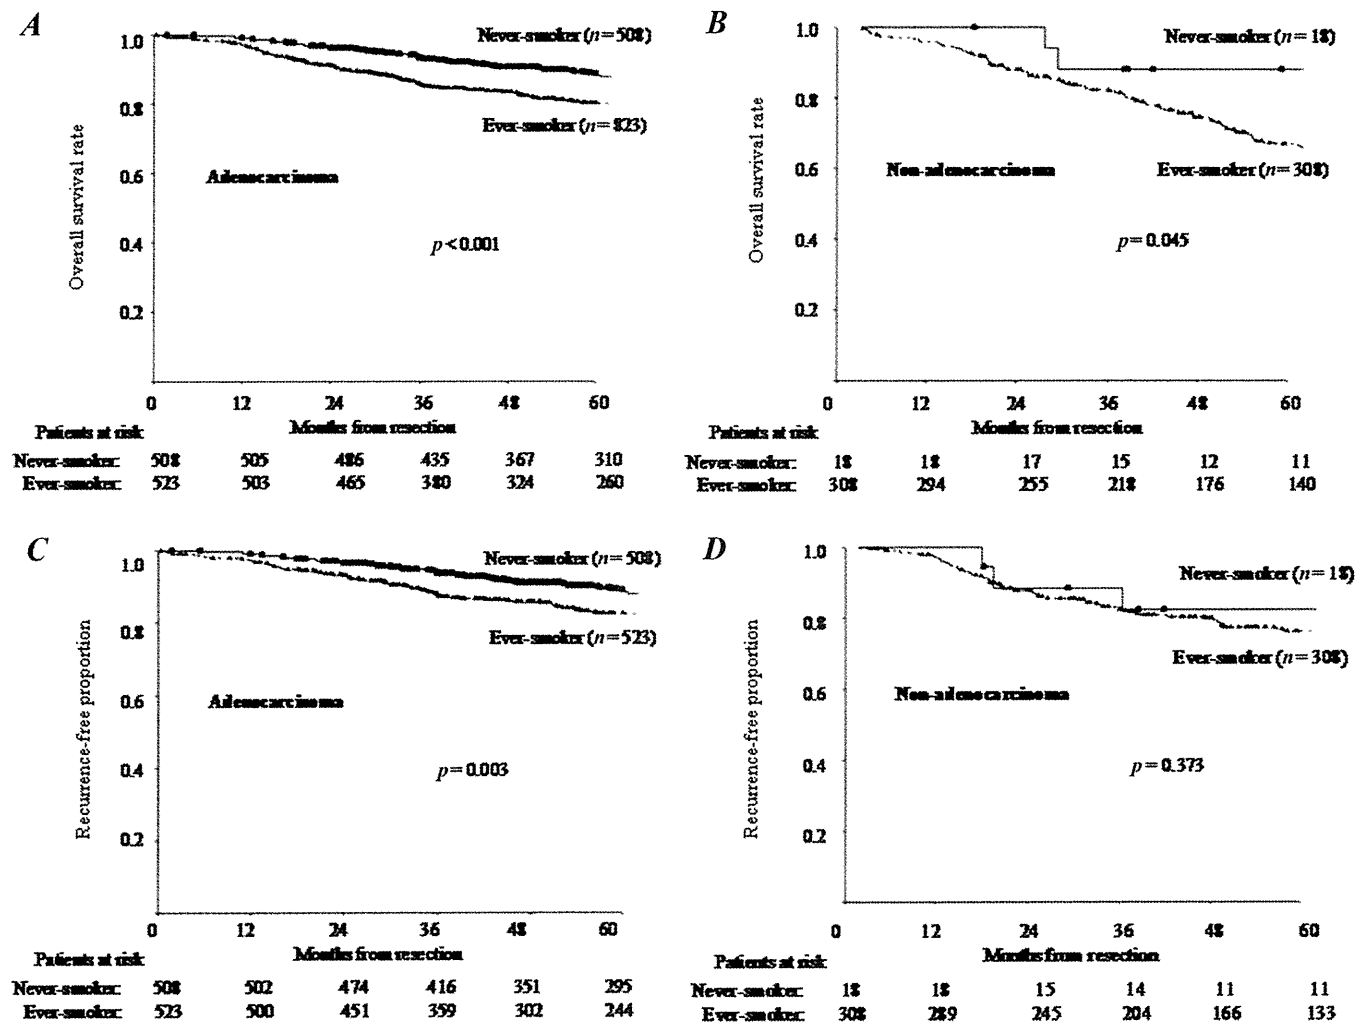 A
Overall survival rate
1.0
0.8
0.6
0.4
0.2
Never-smoker (n=508)
Ever-smoker (n=823)
Adenocarcinoma
p<0.001
0 12 24 36 48 60
Months from resection
Patients at risk
Never-smoker: 508 505 486 435 367 310
Ever-smoker: 523 503 465 380 324 260
B
Overall survival rate
1.0
0.8
0.6
0.4
0.2
Never-smoker (n=18)
Ever-smoker (n=308)
Non-adenocarcinoma
p=0.045
0 12 24 36 48 60
Months from resection
Patients at risk
Never-smoker: 18 18 17 15 12 11
Ever-smoker: 308 294 255 218 176 140
C
Recurrence-free proportion
1.0
0.8
0.6
0.4
0.2
Never-smoker (n=508)
Ever-smoker (n=523)
Adenocarcinoma
p=0.003
0 12 24 36 48 60
Months from resection
Patients at risk
Never-smoker: 508 502 474 416 351 295
Ever-smoker: 523 500 451 359 302 244
D
Recurrence-free proportion
1.0
0.8
0.6
0.4
0.2
Never-smoker (n=18)
Ever-smoker (n=308)
Non-adenocarcinoma
p=0.373
0 12 24 36 48 60
Months from resection
Patients at risk
Never-smoker: 18 18 15 14 11 11
Ever-smoker: 308 289 245 204 166 133